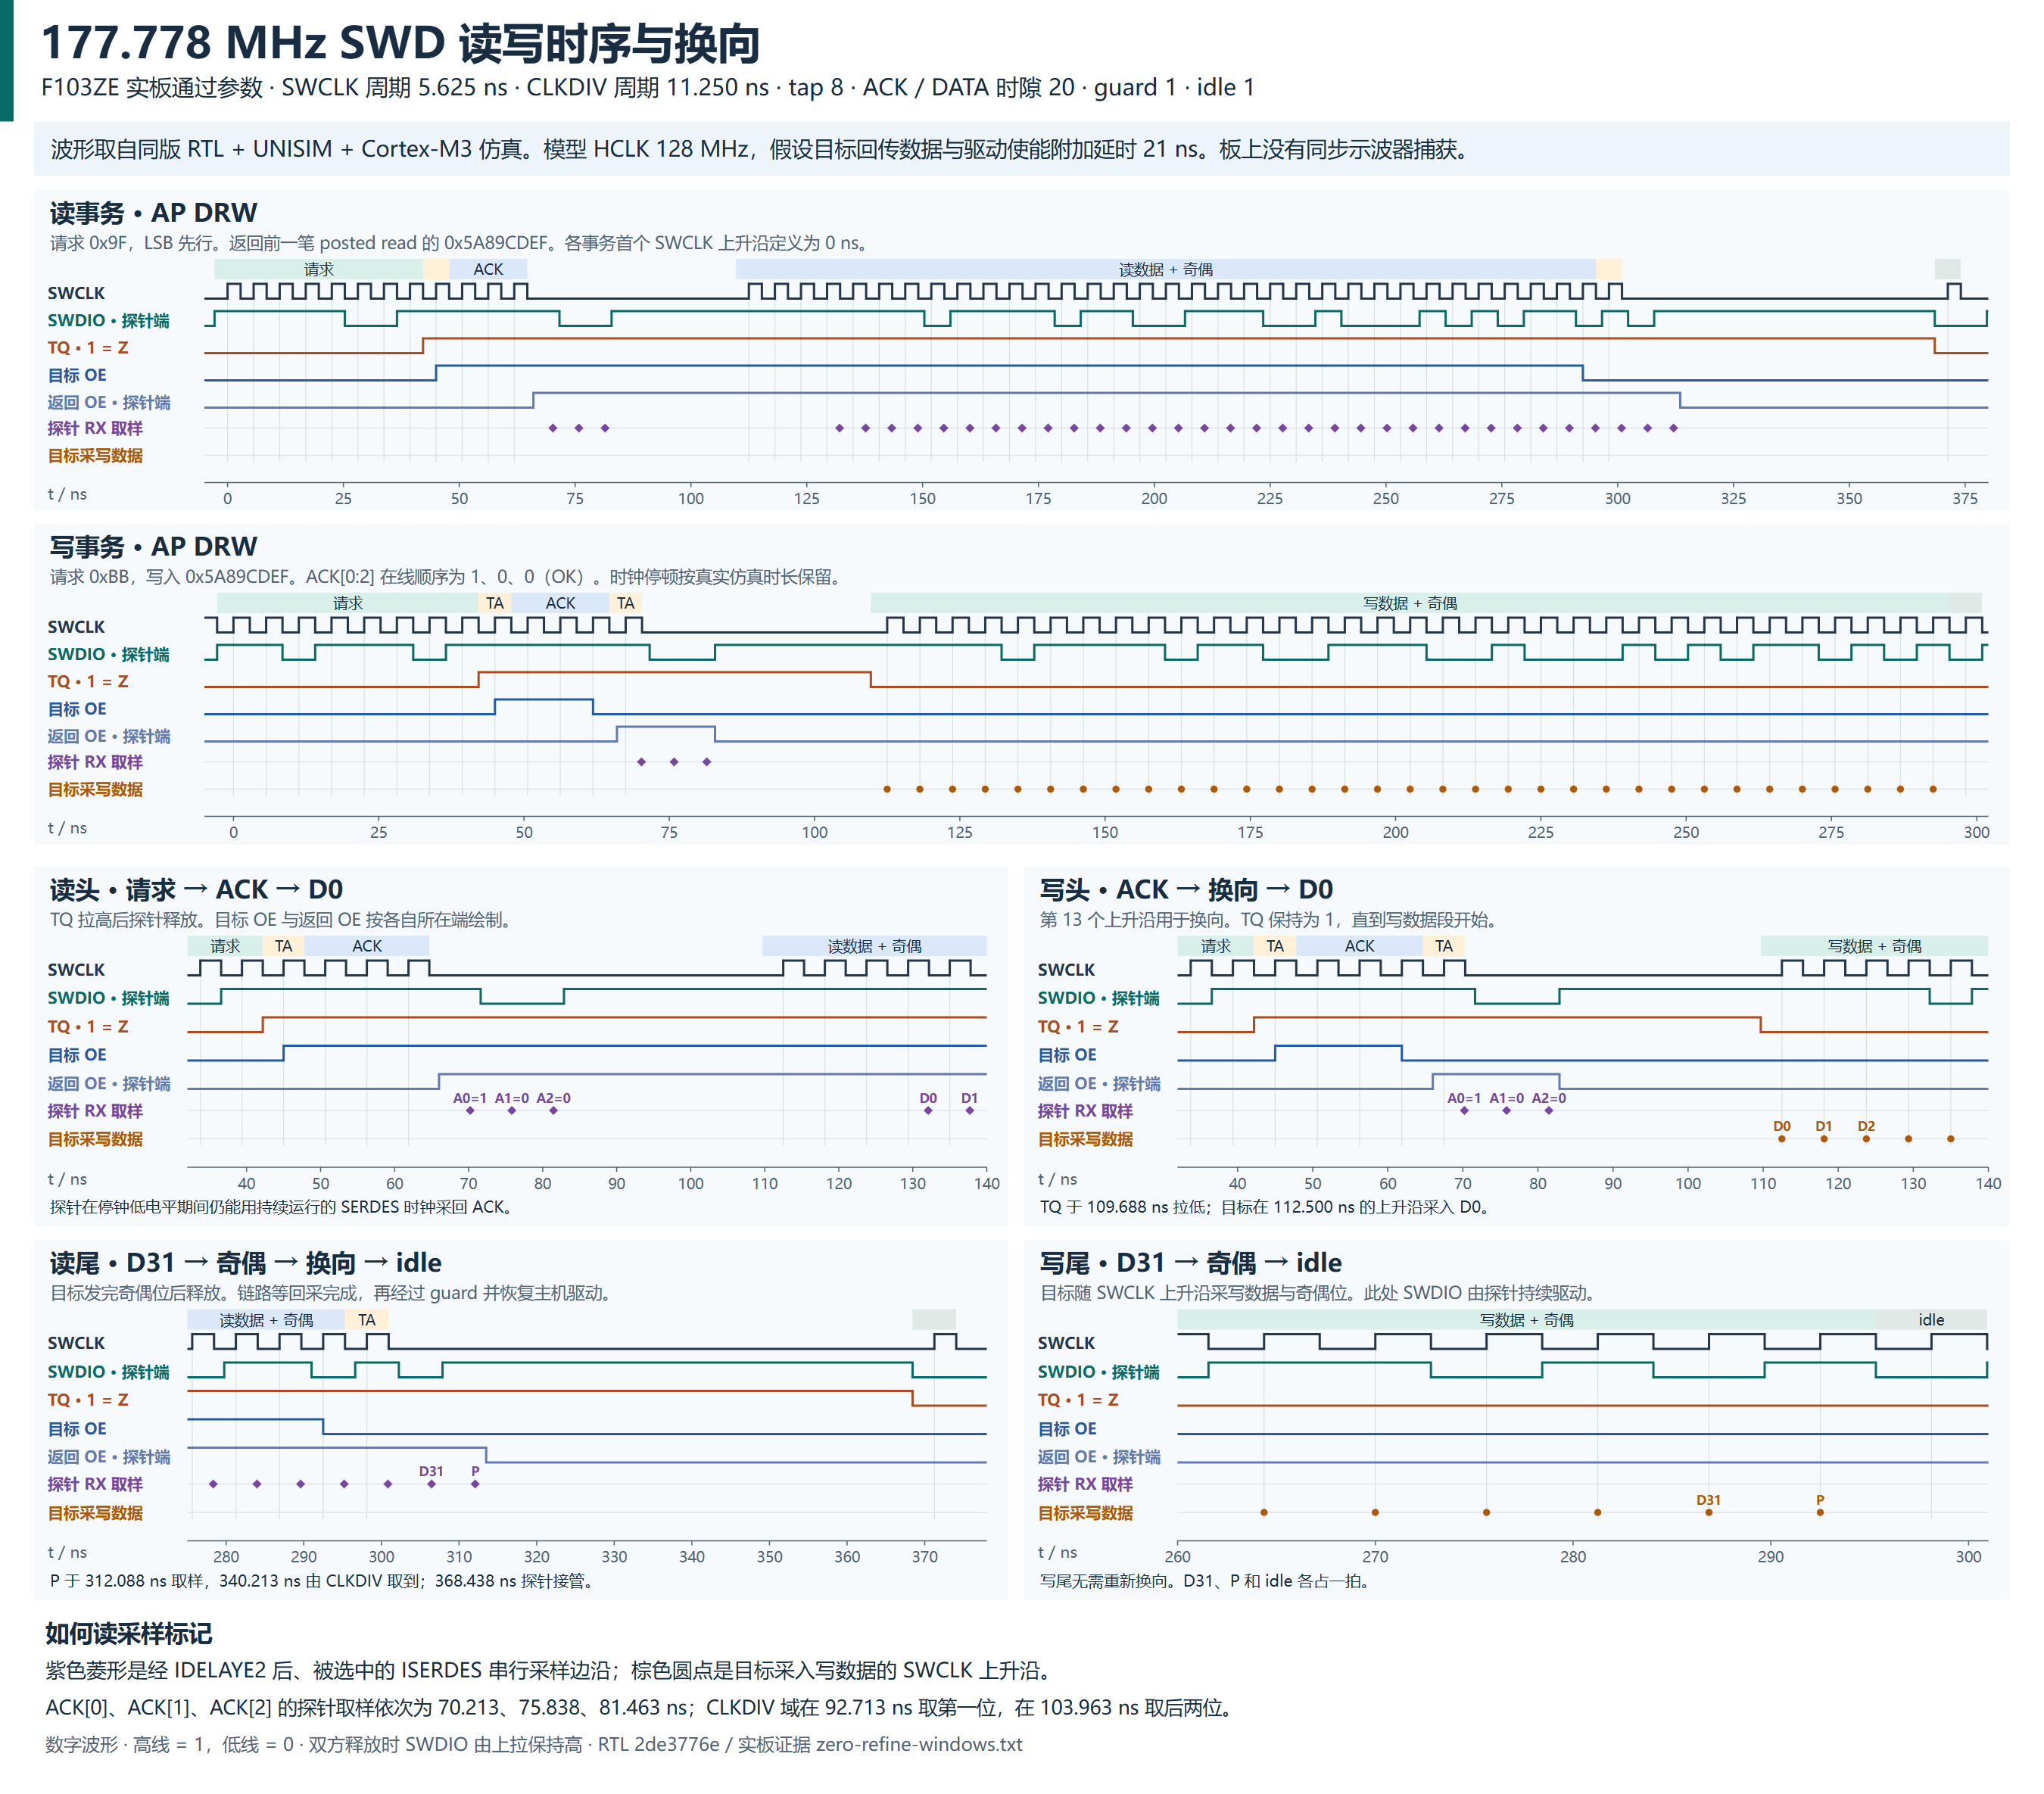 177.778 MHz SWD 读写时序与换向
F103ZE 实板通过参数 · SWCLK 周期 5.625 ns · CLKDIV 周期 11.250 ns · tap 8 · ACK / DATA 时隙 20 · guard 1 · idle 1
波形取自同版 RTL + UNISIM + Cortex-M3 仿真。模型 HCLK 128 MHz，假设目标回传数据与驱动使能附加延时 21 ns。板上没有同步示波器捕获。
读事务 • AP DRW
请求 0x9F，LSB 先行。返回前一笔 posted read 的 0x5A89CDEF。各事务首个 SWCLK 上升沿定义为 0 ns。
请求 ACK 读数据 + 奇偶
SWCLK
SWDIO • 探针端
TQ • 1 = Z
目标 OE
返回 OE • 探针端
探针 RX 取样
目标采写数据
t / ns 0 25 50 75 100 125 150 175 200 225 250 275 300 325 350 375
写事务 • AP DRW
请求 0xBB，写入 0x5A89CDEF。ACK[0:2] 在线顺序为 1、0、0（OK）。时钟停顿按真实仿真时长保留。
请求 TA ACK TA 写数据 + 奇偶
SWCLK
SWDIO • 探针端
TQ • 1 = Z
目标 OE
返回 OE • 探针端
探针 RX 取样
目标采写数据
t / ns 0 25 50 75 100 125 150 175 200 225 250 275 300
读头 • 请求 → ACK → D0
TQ 拉高后探针释放。目标 OE 与返回 OE 按各自所在端绘制。
请求 TA ACK 读数据 + 奇偶
SWCLK
SWDIO • 探针端
TQ • 1 = Z
目标 OE
返回 OE • 探针端
A0=1 A1=0 A2=0 D0 D1
探针 RX 取样
目标采写数据
t / ns 40 50 60 70 80 90 100 110 120 130 140
探针在停钟低电平期间仍能用持续运行的 SERDES 时钟采回 ACK。
写头 • ACK → 换向 → D0
第 13 个上升沿用于换向。TQ 保持为 1，直到写数据段开始。
请求 TA ACK TA 写数据 + 奇偶
SWCLK
SWDIO • 探针端
TQ • 1 = Z
目标 OE
返回 OE • 探针端
A0=1 A1=0 A2=0
探针 RX 取样
D0 D1 D2
目标采写数据
t / ns 40 50 60 70 80 90 100 110 120 130 140
TQ 于 109.688 ns 拉低；目标在 112.500 ns 的上升沿采入 D0。
读尾 • D31 → 奇偶 → 换向 → idle
目标发完奇偶位后释放。链路等回采完成，再经过 guard 并恢复主机驱动。
读数据 + 奇偶 TA
SWCLK
SWDIO • 探针端
TQ • 1 = Z
目标 OE
返回 OE • 探针端
D31 P
探针 RX 取样
目标采写数据
t / ns 280 290 300 310 320 330 340 350 360 370
P 于 312.088 ns 取样，340.213 ns 由 CLKDIV 取到；368.438 ns 探针接管。
写尾 • D31 → 奇偶 → idle
目标随 SWCLK 上升沿采写数据与奇偶位。此处 SWDIO 由探针持续驱动。
写数据 + 奇偶 idle
SWCLK
SWDIO • 探针端
TQ • 1 = Z
目标 OE
返回 OE • 探针端
探针 RX 取样
D31 P
目标采写数据
t / ns 260 270 280 290 300
写尾无需重新换向。D31、P 和 idle 各占一拍。
如何读采样标记
紫色菱形是经 IDELAYE2 后、被选中的 ISERDES 串行采样边沿；棕色圆点是目标采入写数据的 SWCLK 上升沿。
ACK[0]、ACK[1]、ACK[2] 的探针取样依次为 70.213、75.838、81.463 ns；CLKDIV 域在 92.713 ns 取第一位，在 103.963 ns 取后两位。
数字波形 · 高线 = 1，低线 = 0 · 双方释放时 SWDIO 由上拉保持高 · RTL 2de3776e / 实板证据 zero-refine-windows.txt